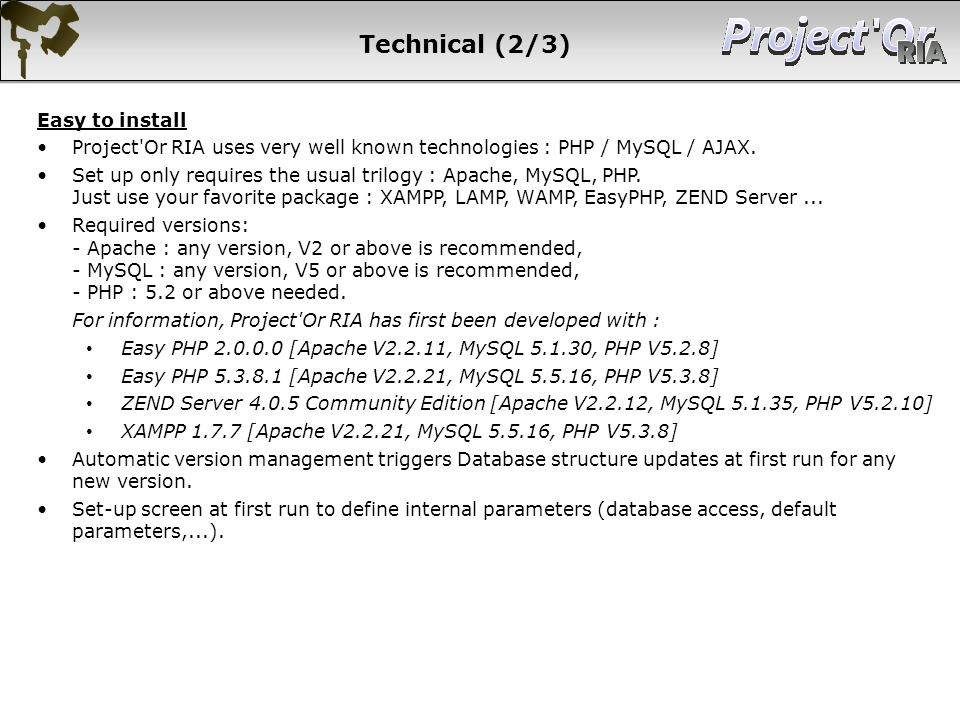 Technical (2/3)
Project'Or
RIA
Easy to install
• Project'Or RIA uses very well known technologies : PHP / MySQL / AJAX.
• Set up only requires the usual trilogy : Apache, MySQL, PHP.
Just use your favorite package : XAMPP, LAMP, WAMP, EasyPHP, ZEND Server ...
• Required versions:
- Apache : any version, V2 or above is recommended,
- MySQL : any version, V5 or above is recommended,
- PHP : 5.2 or above needed.
For information, Project'Or RIA has first been developed with :
• Easy PHP 2.0.0.0 [Apache V2.2.11, MySQL 5.1.30, PHP V5.2.8]
• Easy PHP 5.3.8.1 [Apache V2.2.21, MySQL 5.5.16, PHP V5.3.8]
• ZEND Server 4.0.5 Community Edition [Apache V2.2.12, MySQL 5.1.35, PHP V5.2.10]
• XAMPP 1.7.7 [Apache V2.2.21, MySQL 5.5.16, PHP V5.3.8]
• Automatic version management triggers Database structure updates at first run for any
new version.
• Set-up screen at first run to define internal parameters (database access, default
parameters,...).